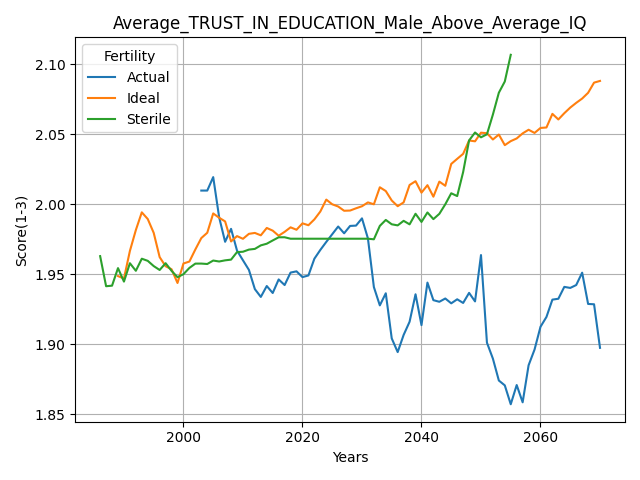 Average_TRUST_IN_EDUCATION_Male_Above_Average_IQ
Fertility
Actual
Ideal
Sterile
Score(1-3)
2.10
2.05
2.00
1.95
1.90
1.85
2000
2020
2040
2060
Years